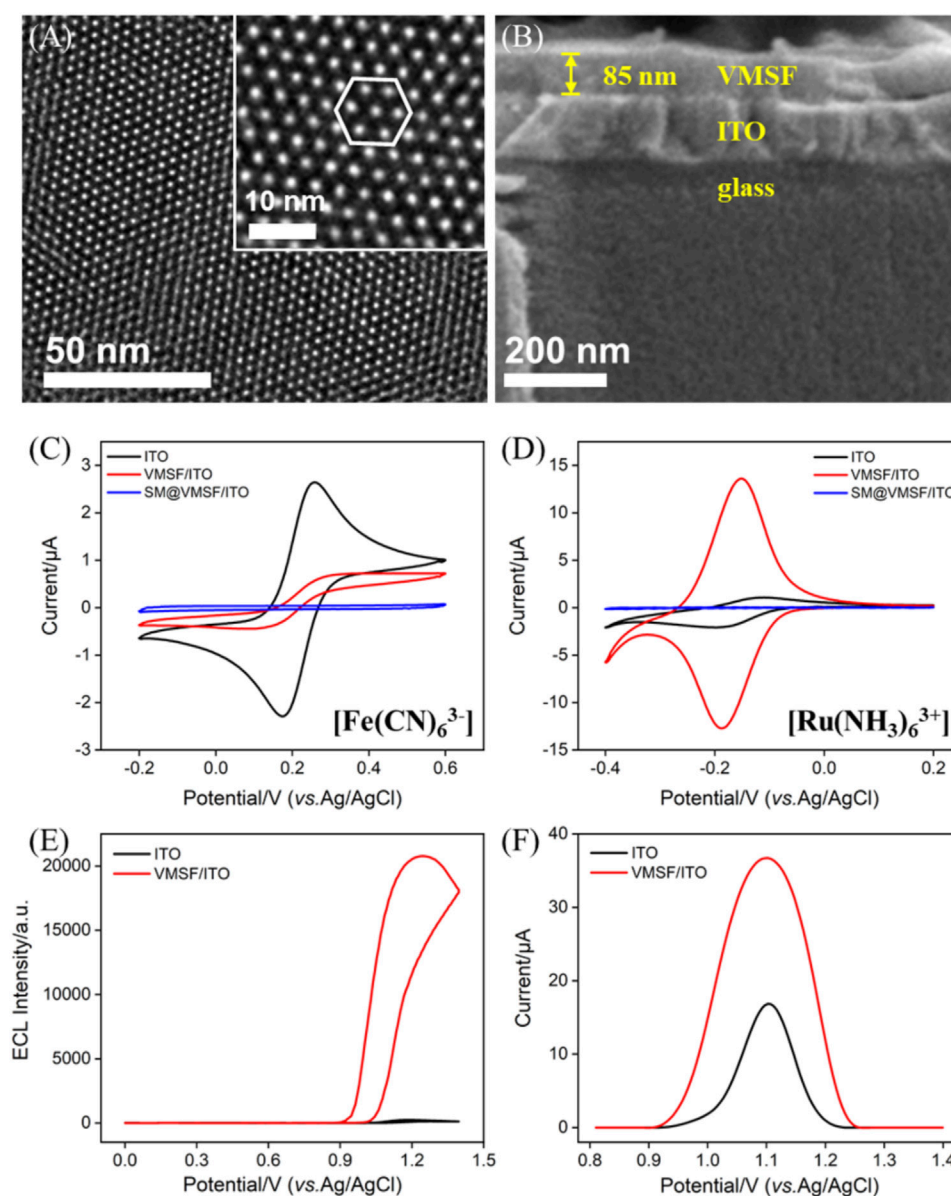 (A)
10 nm
50 nm
(B)
85 nm VMSF
ITO
glass
200 nm
(C)
ITO
VMSF/ITO
SM@VMSF/ITO
3
2
1
0
-1
-2
-3
Current/μA
[Fe(CN)₆³⁻]
-0.2 0.0 0.2 0.4 0.6
Potential/V (vs.Ag/AgCl)
(D)
ITO
VMSF/ITO
SM@VMSF/ITO
15
10
5
0
-5
-10
-15
Current/μA
[Ru(NH₃)₆³⁺]
-0.4 -0.2 0.0 0.2
Potential/V (vs.Ag/AgCl)
(E)
ITO
VMSF/ITO
20000
15000
10000
5000
0
ECL Intensity/a.u.
0.0 0.3 0.6 0.9 1.2 1.5
Potential/V (vs.Ag/AgCl)
(F)
ITO
VMSF/ITO
40
30
20
10
0
Current/μA
0.8 0.9 1.0 1.1 1.2 1.3 1.4
Potential/V (vs.Ag/AgCl)